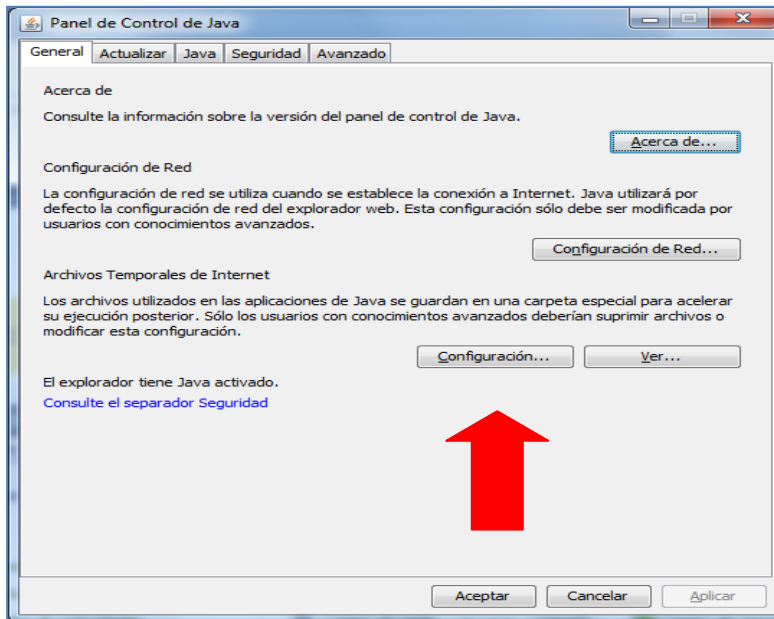 Panel de Control de Java
General Actualizar Java Seguridad Avanzado
Acerca de
Consulte la información sobre la versión del panel de control de Java.
Acerca de...
Configuración de Red
La configuración de red se utiliza cuando se establece la conexión a Internet. Java utilizará por
defecto la configuración de red del explorador web. Esta configuración sólo debe ser modificada por
usuarios con conocimientos avanzados.
Configuración de Red...
Archivos Temporales de Internet
Los archivos utilizados en las aplicaciones de Java se guardan en una carpeta especial para acelerar
su ejecución posterior. Sólo los usuarios con conocimientos avanzados deberían suprimir archivos o
modificar esta configuración.
Configuración... Ver...
El explorador tiene Java activado.
Consulte el separador Seguridad
Aceptar Cancelar Aplicar